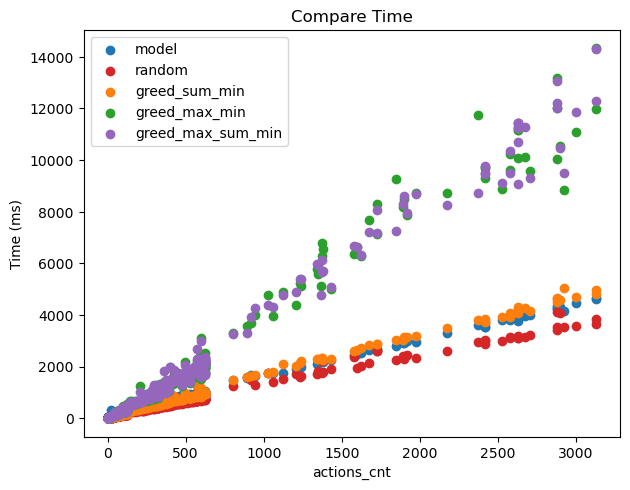 Compare Time
model
random
greed_sum_min
greed_max_min
greed_max_sum_min
Time (ms)
14000
12000
10000
8000
6000
4000
2000
0
0 500 1000 1500 2000 2500 3000
actions_cnt